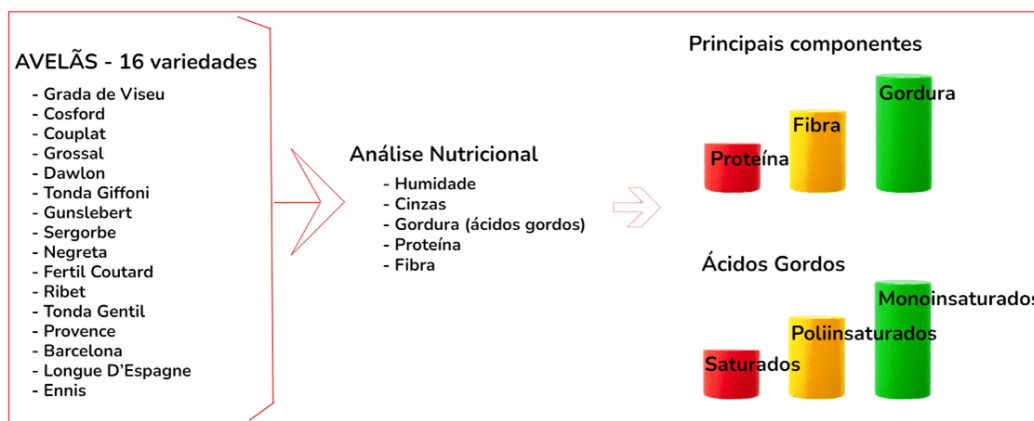 AVELÃS - 16 variedades
- Grada de Viseu
- Cosford
- Couplat
- Grossal
- Dawlon
- Tonda Giffoni
- Gunslebert
- Sergorbe
- Negreta
- Fertil Coutard
- Ribet
- Tonda Gentil
- Provence
- Barcelona
- Longue D'Espagne
- Ennis
Análise Nutricional
- Humidade
- Cinzas
- Gordura (ácidos gordos)
- Proteína
- Fibra
Principais componentes
Proteína
Fibra
Gordura
Ácidos Gordos
Saturados
Poliinsaturados
Monoinsaturados